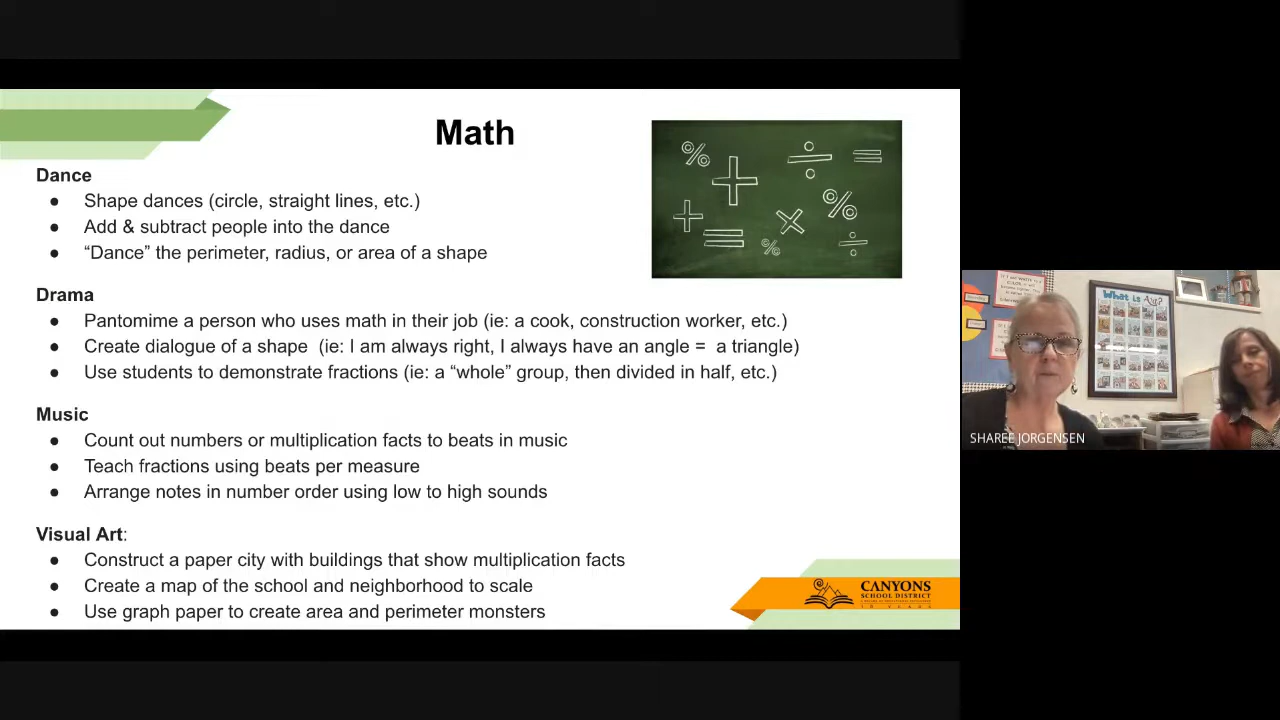 Math
Dance
● Shape dances (circle, straight lines, etc.)
● Add & subtract people into the dance
● “Dance” the perimeter, radius, or area of a shape
Drama
● Pantomime a person who uses math in their job (ie: a cook, construction worker, etc.)
● Create dialogue of a shape (ie: I am always right, I always have an angle = a triangle)
● Use students to demonstrate fractions (ie: a “whole” group, then divided in half, etc.)
Music
● Count out numbers or multiplication facts to beats in music
● Teach fractions using beats per measure
● Arrange notes in number order using low to high sounds
Visual Art:
● Construct a paper city with buildings that show multiplication facts
● Create a map of the school and neighborhood to scale
● Use graph paper to create area and perimeter monsters
% + ÷ =
+ = × % % ÷
CANYONS
SCHOOL DISTRICT
What is Art?
SHAREE JORGENSEN